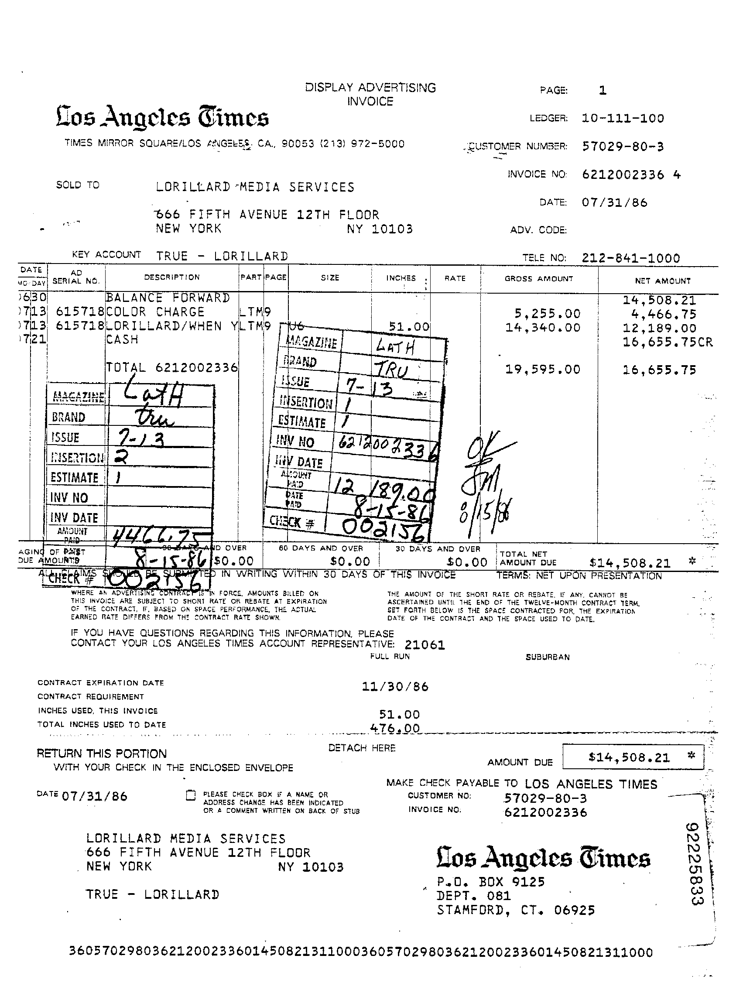 DISPLAY ADVERTISING
INVOICE
PAGE: 1
Los Angeles Times
LEDGER: 10-111-100
TIMES MIRROR SQUARE/LOS ANGELES, CA., 90053 (213) 972-5000
CUSTOMER NUMBER: 57029-80-3
INVOICE NO: 6212002336 4
SOLD TO LORILLARD MEDIA SERVICES
DATE: 07/31/86
666 FIFTH AVENUE 12TH FLOOR
NEW YORK NY 10103
ADV. CODE:
KEY ACCOUNT TRUE - LORILLARD
TELE NO: 212-841-1000
DATE MO DAY AD SERIAL NO. DESCRIPTION PART PAGE SIZE INCHES RATE GROSS AMOUNT NET AMOUNT
0630 BALANCE FORWARD 14,508.21
0713 615718 COLOR CHARGE LTM9 5,255.00 4,466.75
0713 615718 LORILLARD/WHEN Y LTM9 TU6 51.00 14,340.00 12,189.00
0721 CASH 16,655.75CR
TOTAL 6212002336 19,595.00 16,655.75
MAGAZINE LATH
BRAND TRU
ISSUE 7-13
INSERTION 1
ESTIMATE 1
INV NO 6212002336
INV DATE
AMOUNT PAID 12 189.00
DATE PAID 8-15-86
CHECK # 002156
MAGAZINE LatH
BRAND tru
ISSUE 7-13
INSERTION 2
ESTIMATE 1
INV NO
INV DATE
AMOUNT PAID 4466.75
8-15-86
CHECK # 002156
OK
8/15/86
AGING OF PAST DUE AMOUNTS 90 DAYS AND OVER $0.00 60 DAYS AND OVER $0.00 30 DAYS AND OVER $0.00 TOTAL NET AMOUNT DUE $14,508.21 *
ALL CLAIMS SHOULD BE SUBMITTED IN WRITING WITHIN 30 DAYS OF THIS INVOICE TERMS: NET UPON PRESENTATION
WHERE AN ADVERTISING CONTRACT IS IN FORCE, AMOUNTS BILLED ON
THIS INVOICE ARE SUBJECT TO SHORT RATE OR REBATE AT EXPIRATION
OF THE CONTRACT, IF, BASED ON SPACE PERFORMANCE, THE ACTUAL
EARNED RATE DIFFERS FROM THE CONTRACT RATE SHOWN.
THE AMOUNT OF THE SHORT RATE OR REBATE, IF ANY, CANNOT BE
ASCERTAINED UNTIL THE END OF THE TWELVE-MONTH CONTRACT TERM.
SET FORTH BELOW IS THE SPACE CONTRACTED FOR, THE EXPIRATION
DATE OF THE CONTRACT AND THE SPACE USED TO DATE.
IF YOU HAVE QUESTIONS REGARDING THIS INFORMATION, PLEASE
CONTACT YOUR LOS ANGELES TIMES ACCOUNT REPRESENTATIVE: 21061
FULL RUN SUBURBAN
CONTRACT EXPIRATION DATE 11/30/86
CONTRACT REQUIREMENT
INCHES USED, THIS INVOICE 51.00
TOTAL INCHES USED TO DATE 476.00
RETURN THIS PORTION
WITH YOUR CHECK IN THE ENCLOSED ENVELOPE
DETACH HERE
AMOUNT DUE $14,508.21 *
MAKE CHECK PAYABLE TO LOS ANGELES TIMES
DATE 07/31/86
PLEASE CHECK BOX IF A NAME OR
ADDRESS CHANGE HAS BEEN INDICATED
OR A COMMENT WRITTEN ON BACK OF STUB
CUSTOMER NO: 57029-80-3
INVOICE NO. 6212002336
LORILLARD MEDIA SERVICES
666 FIFTH AVENUE 12TH FLOOR
NEW YORK NY 10103
TRUE - LORILLARD
Los Angeles Times
P.O. BOX 9125
DEPT. 081
STAMFORD, CT. 06925
92225833
36057029803621200233601450821311000360570298036212002336014508213110​00